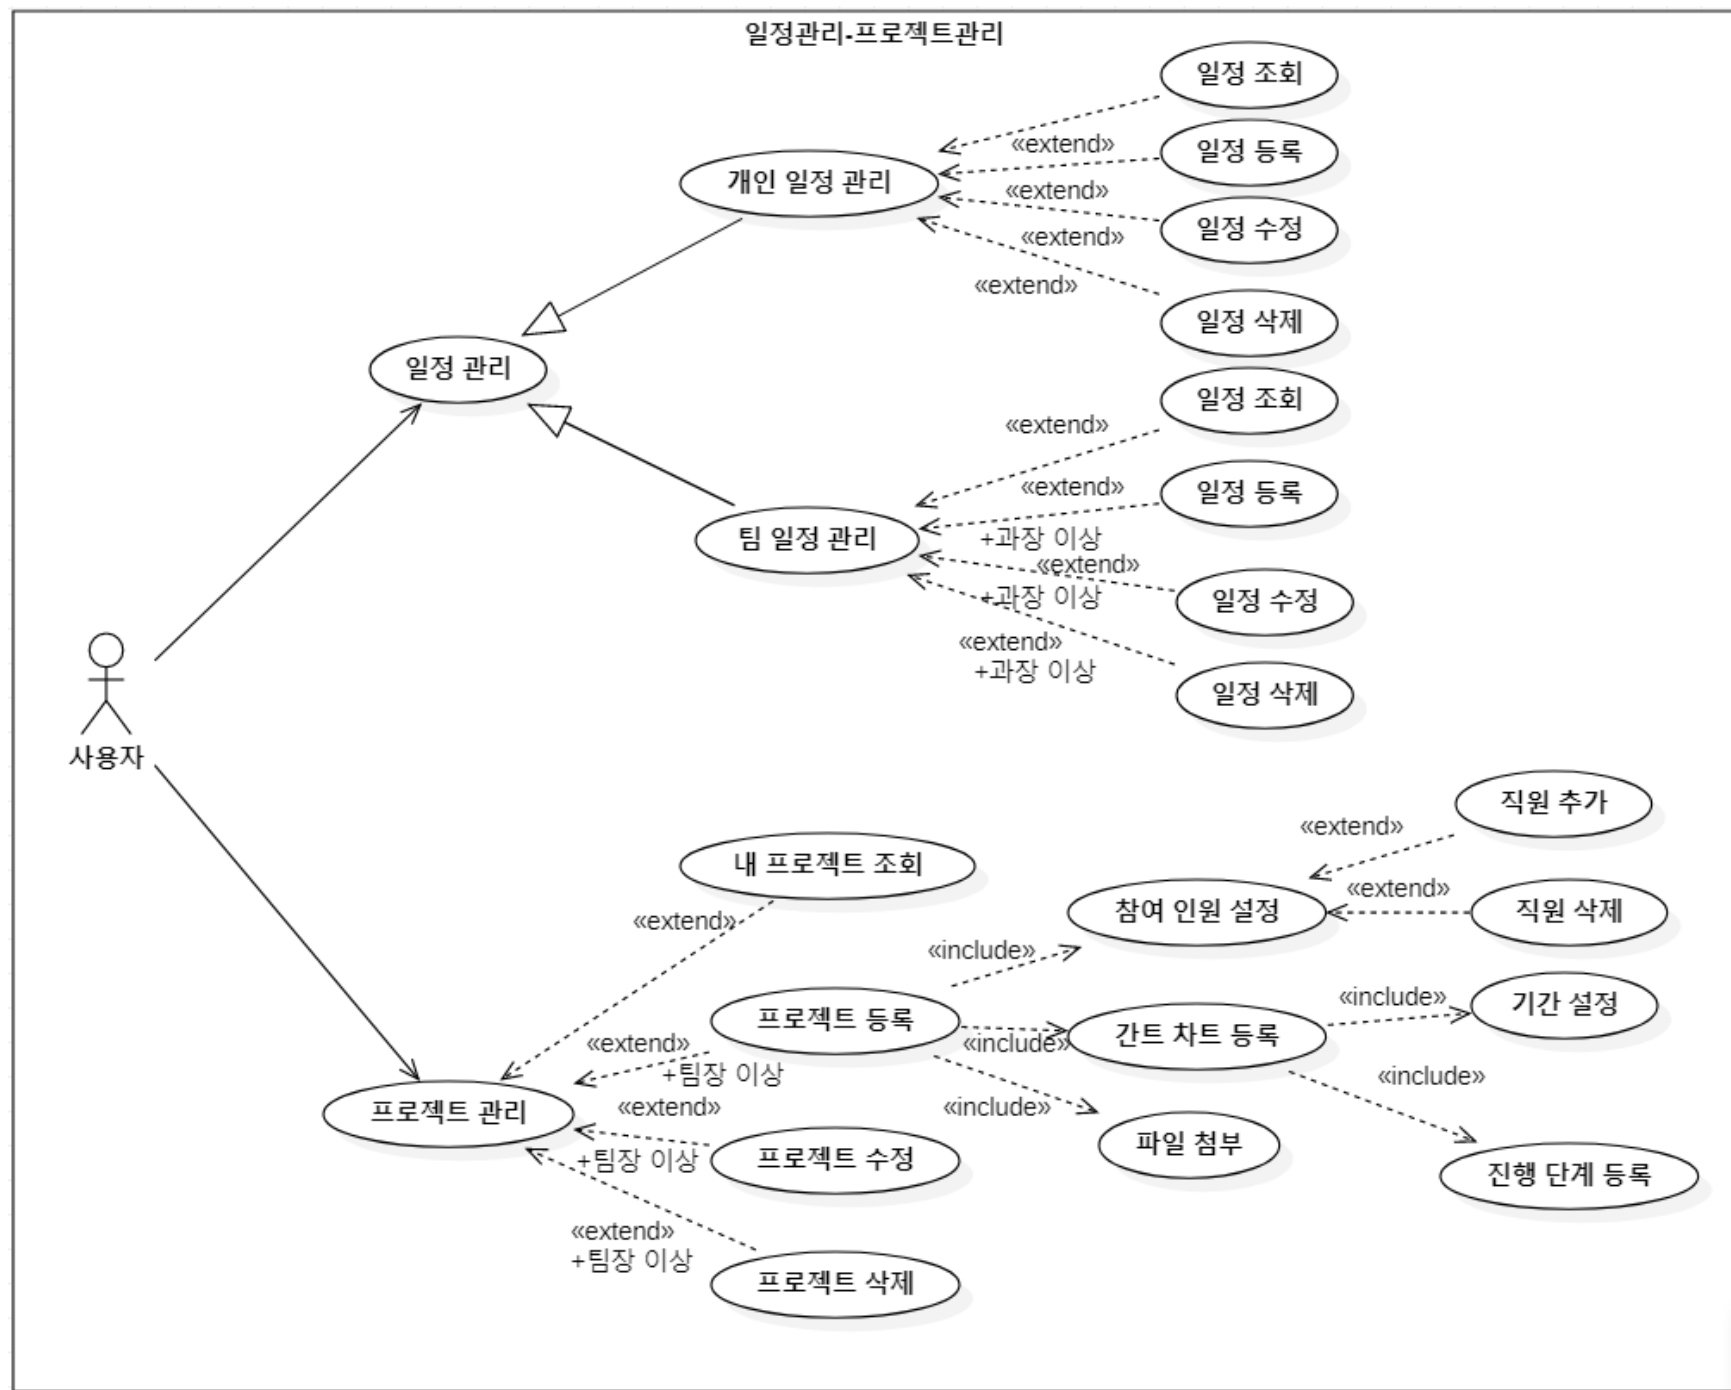 일정관리-프로젝트관리
일정 조회
«extend»
일정 등록
개인 일정 관리
«extend»
일정 수정
«extend»
«extend»
일정 삭제
일정 관리
일정 조회
«extend»
«extend»
일정 등록
팀 일정 관리
+과장 이상
«extend»
+과장 이상
일정 수정
«extend»
+과장 이상
일정 삭제
사용자
직원 추가
«extend»
내 프로젝트 조회
«extend»
참여 인원 설정
직원 삭제
«extend»
«include»
«include»
기간 설정
프로젝트 등록
«include»
간트 차트 등록
«extend»
+팀장 이상
«include»
프로젝트 관리
«extend»
«include»
파일 첨부
+팀장 이상
프로젝트 수정
진행 단계 등록
«extend»
+팀장 이상
프로젝트 삭제